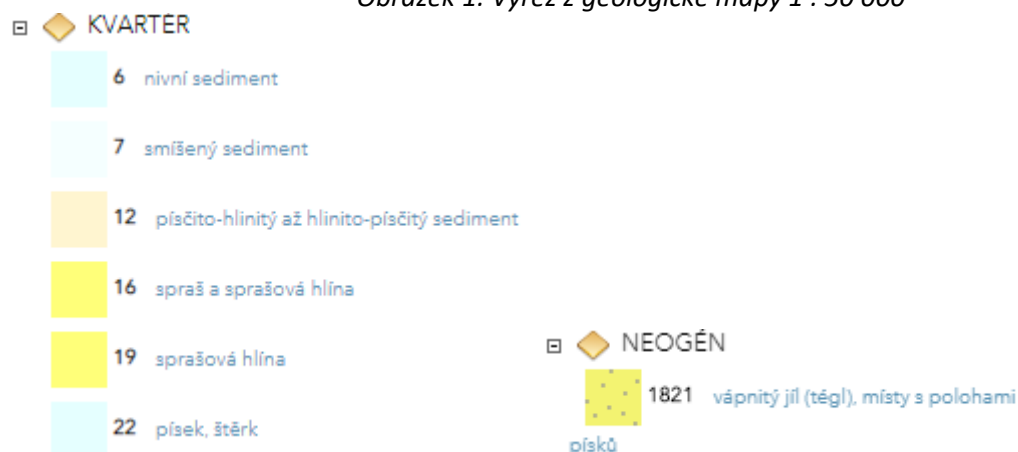 Obrázek 1: Výřez z geologické mapy 1 : 50 000
KVARTÉR
6 nivní sediment
7 smíšený sediment
12 písčito-hlinitý až hlinito-písčitý sediment
16 spraš a sprašová hlína
19 sprašová hlína
22 písek, štěrk
NEOGÉN
1821 vápnitý jíl (tégl), místy s polohami
písků